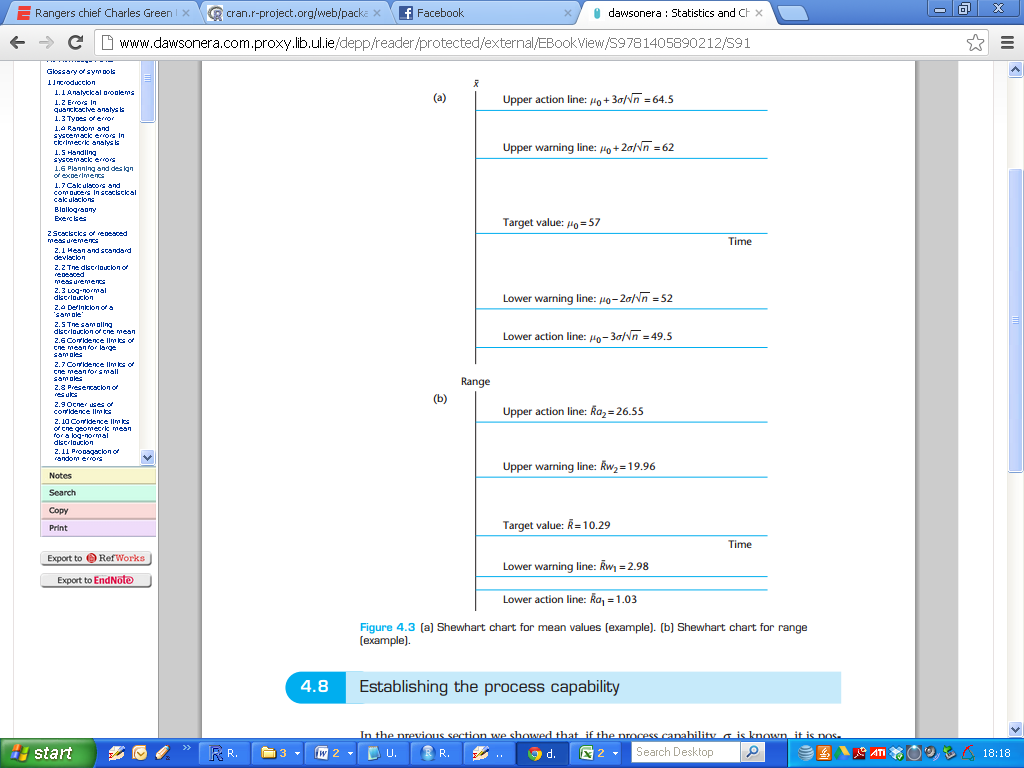 Rangers chief Charles Green
cran.r-project.org/web/packa
Facebook
dawsonera : Statistics and Ch
www.dawsonera.com.proxy.lib.ul.ie/depp/reader/protected/external/EBookView/S9781405890212/S91
Glossary of symbols
1 Introduction
1.1 Analytical problems
1.2 Errors in
quantitative analysis
1.3 Types of error
1.4 Random and
systematic errors in
titrimetric analysis
1.5 Handling
systematic errors
1.6 Planning and design
of experiments
1.7 Calculators and
computers in statistical
calculations
Bibliography
Exercises
2 Statistics of repeated
measurements
2.1 Mean and standard
deviation
2.2 The distribution of
repeated
measurements
2.3 Log-normal
distribution
2.4 Definition of a
'sample'
2.5 The sampling
distribution of the mean
2.6 Confidence limits of
the mean for large
samples
2.7 Confidence limits of
the mean for small
samples
2.8 Presentation of
results
2.9 Other uses of
confidence limits
2.10 Confidence limits
of the geometric mean
for a log-normal
distribution
2.11 Propagation of
random errors
Notes
Search
Copy
Print
Export to RefWorks
Export to EndNote
x̄
(a)
Upper action line: μ₀ + 3σ/√n = 64.5
Upper warning line: μ₀ + 2σ/√n = 62
Target value: μ₀ = 57
Time
Lower warning line: μ₀ − 2σ/√n = 52
Lower action line: μ₀ − 3σ/√n = 49.5
Range
(b)
Upper action line: R̄a₂ = 26.55
Upper warning line: R̄w₂ = 19.96
Target value: R̄ = 10.29
Time
Lower warning line: R̄w₁ = 2.98
Lower action line: R̄a₁ = 1.03
Figure 4.3 (a) Shewhart chart for mean values (example). (b) Shewhart chart for range
(example).
4.8 Establishing the process capability
In the previous section we showed that, if the process capability, σ, is known, it is pos-
start
R.
3
2
U.
R.
..
d.
2
Search Desktop
18:18